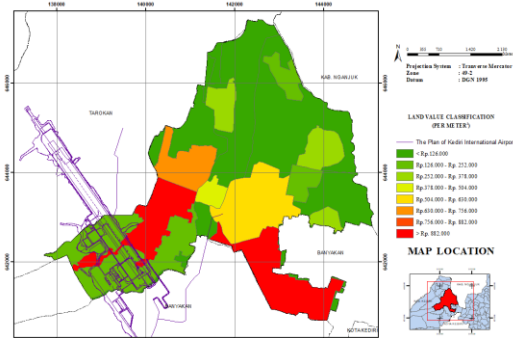 138000 140000 142000 144000
N
KAB. NGANJUK
TAROKAN
BANYAKAN
BANYAKAN
KOTA KEDIRI
Projection System : Transverse Mercator
Zone : 49-2
Datum : DGN 1995
LAND VALUE CLASSIFICATION
(PER METER²)
The Plan of Kediri International Airpor
< Rp.126.000
Rp.126.000 - Rp. 252.000
Rp.252.000 - Rp. 378.000
Rp.378.000 - Rp. 504.000
Rp.504.000 - Rp. 630.000
Rp.630.000 - Rp. 756.000
Rp.756.000 - Rp. 882.000
> Rp. 882.000
MAP LOCATION